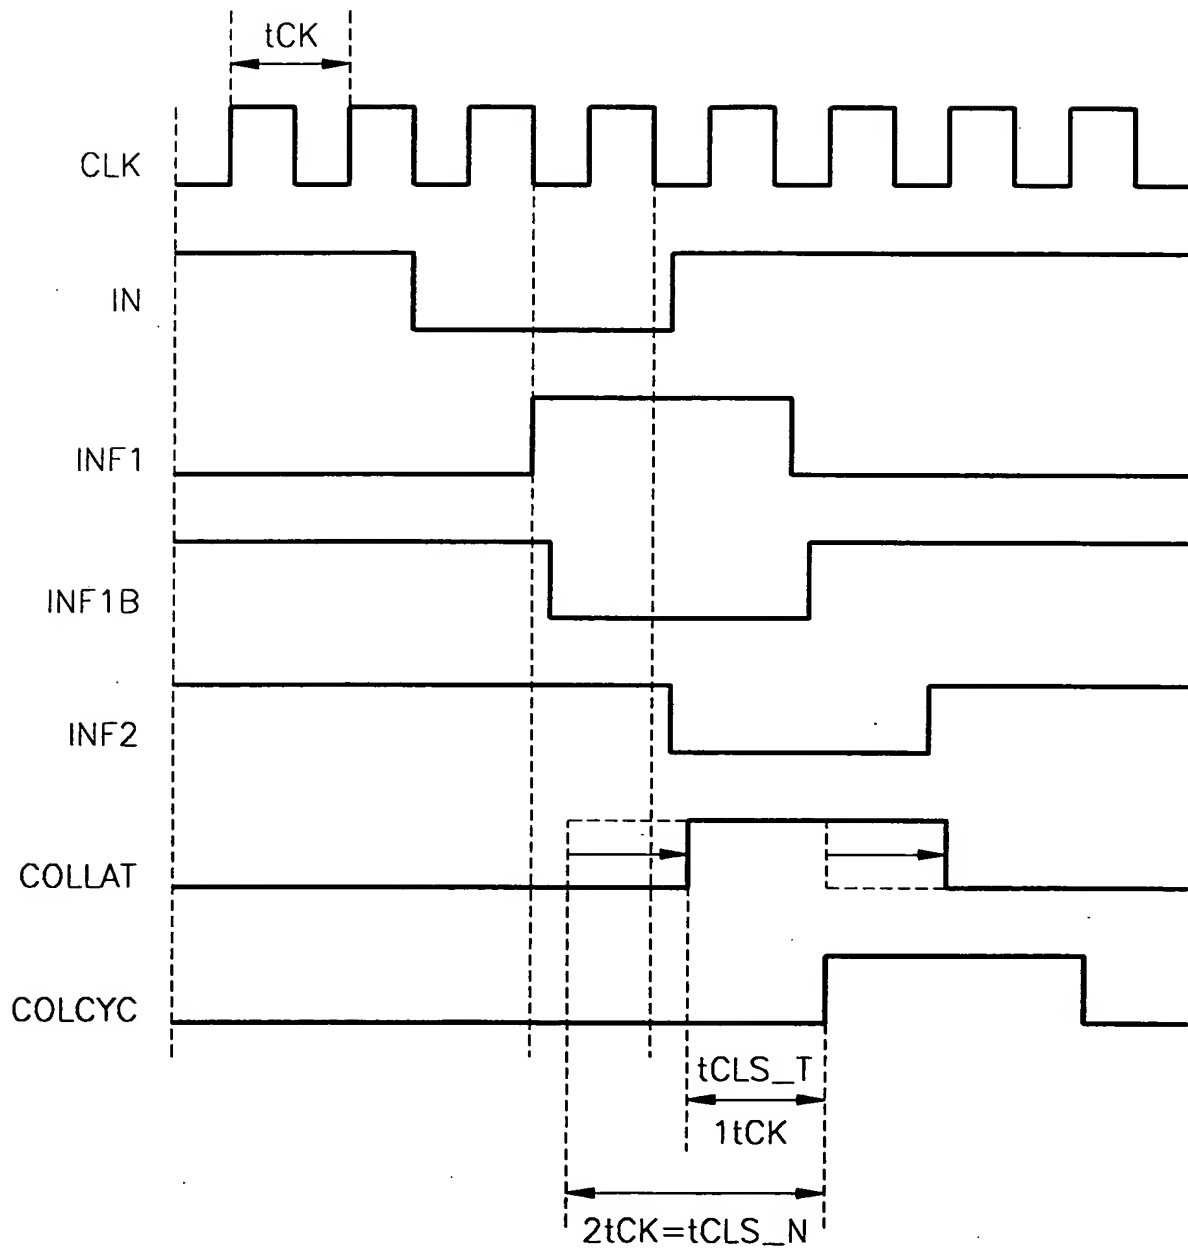 tCK
CLK
IN
INF1
INF1B
INF2
COLLAT
COLCYC
tCLS_T
1tCK
2tCK=tCLS_N